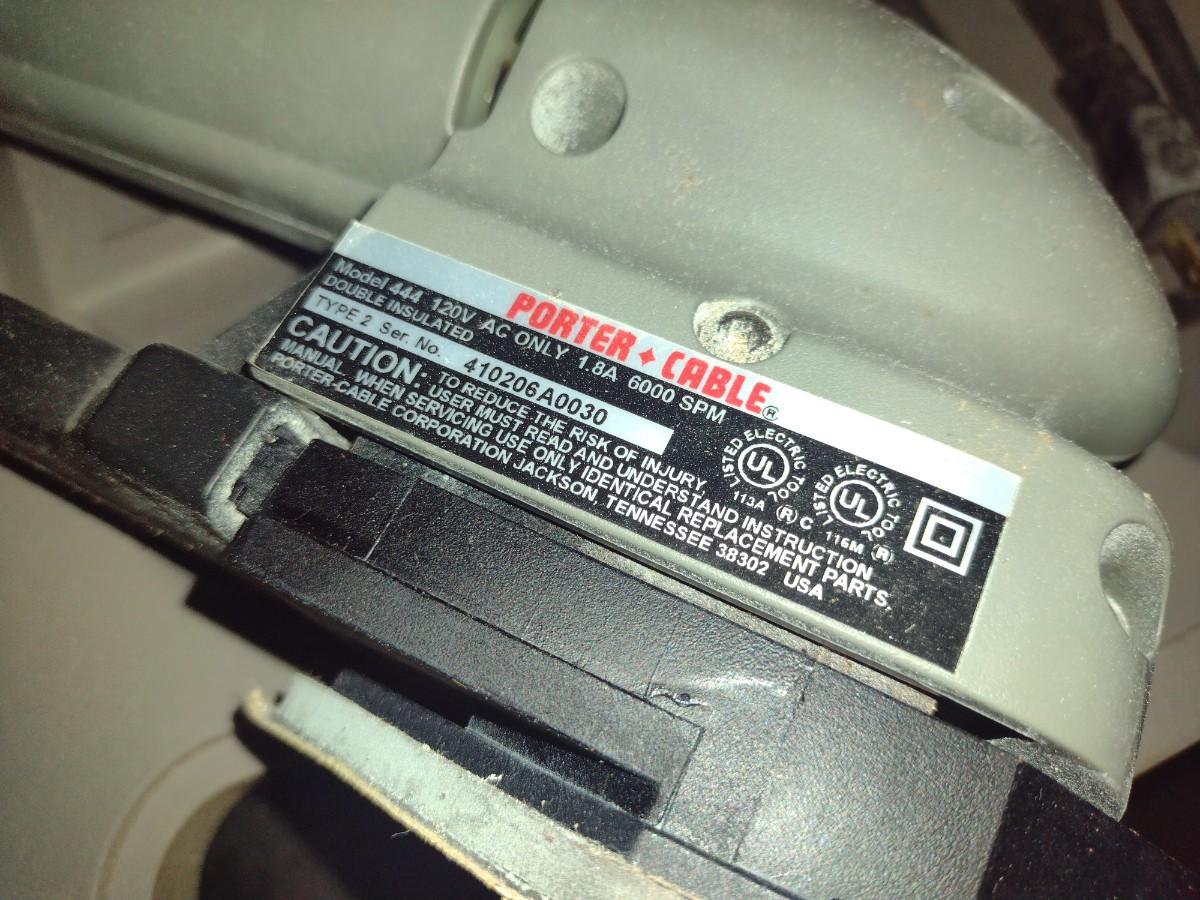 PORTER+CABLE®
Model 444 120V AC ONLY 1.8A 6000 SPM
DOUBLE INSULATED
TYPE 2 Ser. No. 410206A0030
CAUTION: TO REDUCE THE RISK OF INJURY,
USER MUST READ AND UNDERSTAND INSTRUCTION
MANUAL. WHEN SERVICING USE ONLY IDENTICAL REPLACEMENT PARTS.
PORTER-CABLE CORPORATION JACKSON, TENNESSEE 38302 USA
LISTED ELECTRIC TOOL
UL
113A
(R) C
LISTED ELECTRIC TOOL
UL
116M
(R)